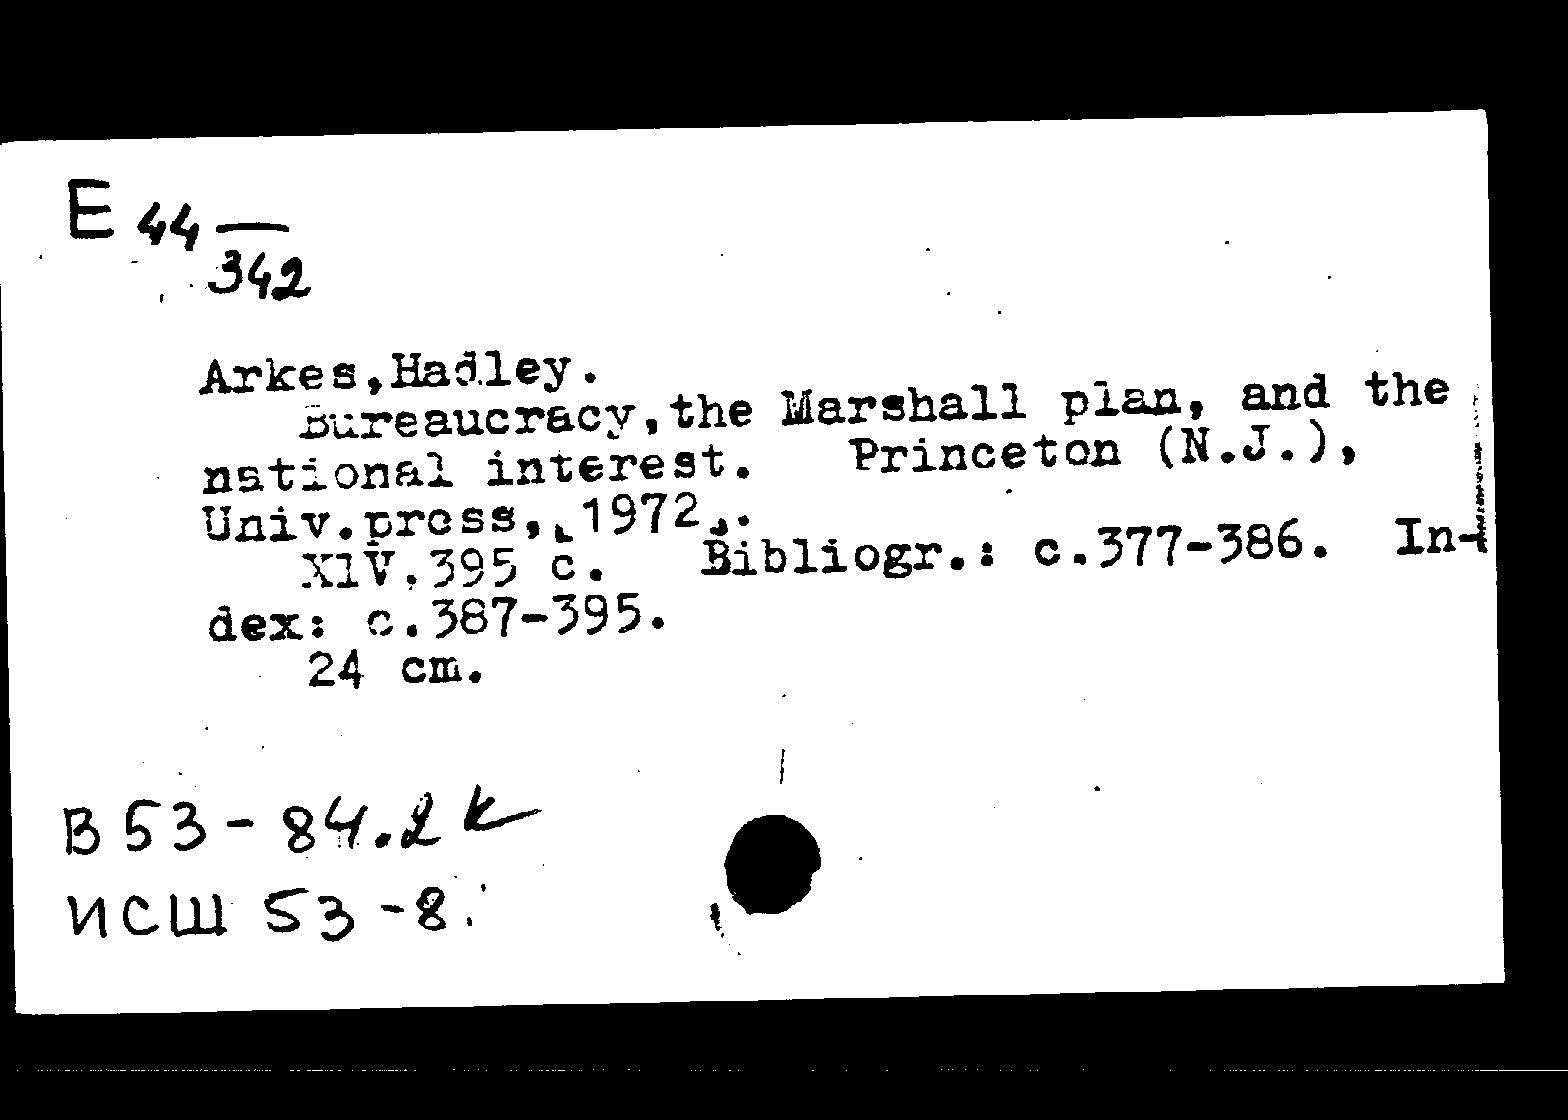 E 44 —
342
Arkes,Hadley.
Bureaucracy,the Marshall plan, and the
national interest. Princeton (N.J.),
Univ.press,[1972].
XIV.395 c. Bibliogr.: c.377-386. In-
dex: c.387-395.
24 cm.
В 53 - 84.2 к
ИСШ 53 - 8.